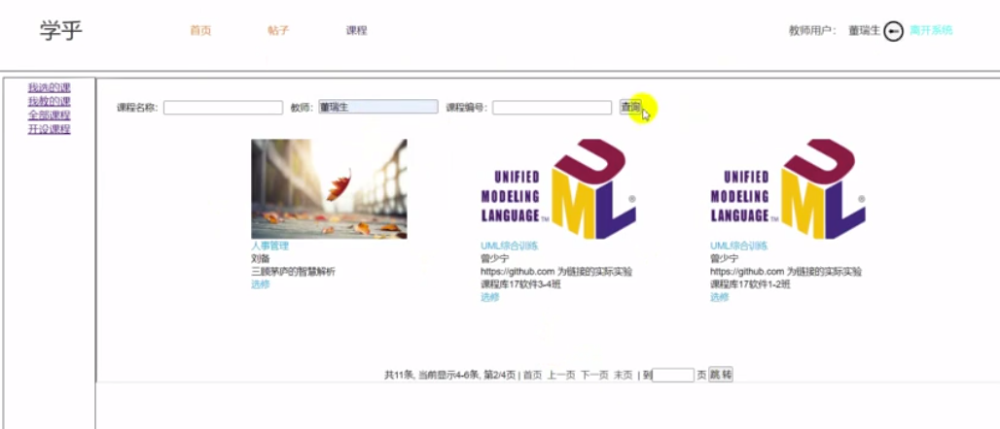 学乎 首页 帖子 课程 教师用户: 董瑞生 离开系统
我选的课
我教的课
全部课程
开设课程
课程名称: 教师: 董瑞生 课程编号: 查询
UNIFIED MODELING LANGUAGE™ UML ®
UNIFIED MODELING LANGUAGE™ UML ®
人事管理
刘备
三顾茅庐的智慧解析
选修
UML综合训练
曾少宁
https://github.com 为链接的实际实验
课程库17软件3-4班
选修
UML综合训练
曾少宁
https://github.com 为链接的实际实验
课程库17软件1-2班
选修
共11条, 当前显示4-6条, 第2/4页 | 首页 上一页 下一页 末页 | 到 页 跳转